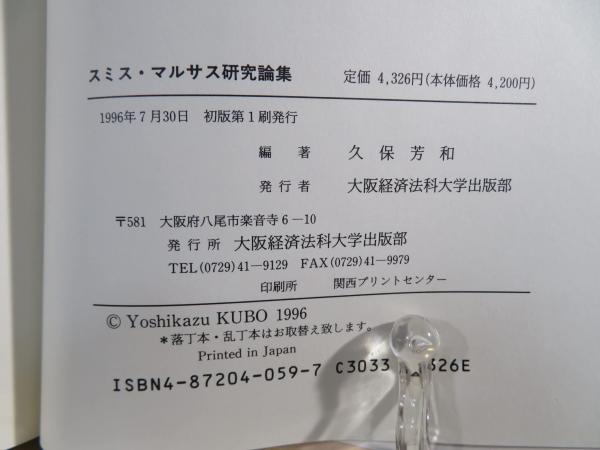 スミス・マルサス研究論集 定価 4,326円(本体価格 4,200円)
1996年7月30日 初版第1刷発行
編著 久保芳和
発行者 大阪経済法科大学出版部
〒581 大阪府八尾市楽音寺6－10
発行所 大阪経済法科大学出版部
TEL(0729)41－9129 FAX(0729)41－9979
印刷所 関西プリントセンター
© Yoshikazu KUBO 1996
＊落丁本・乱丁本はお取替え致します。
Printed in Japan
ISBN4-87204-059-7 C3033 326E